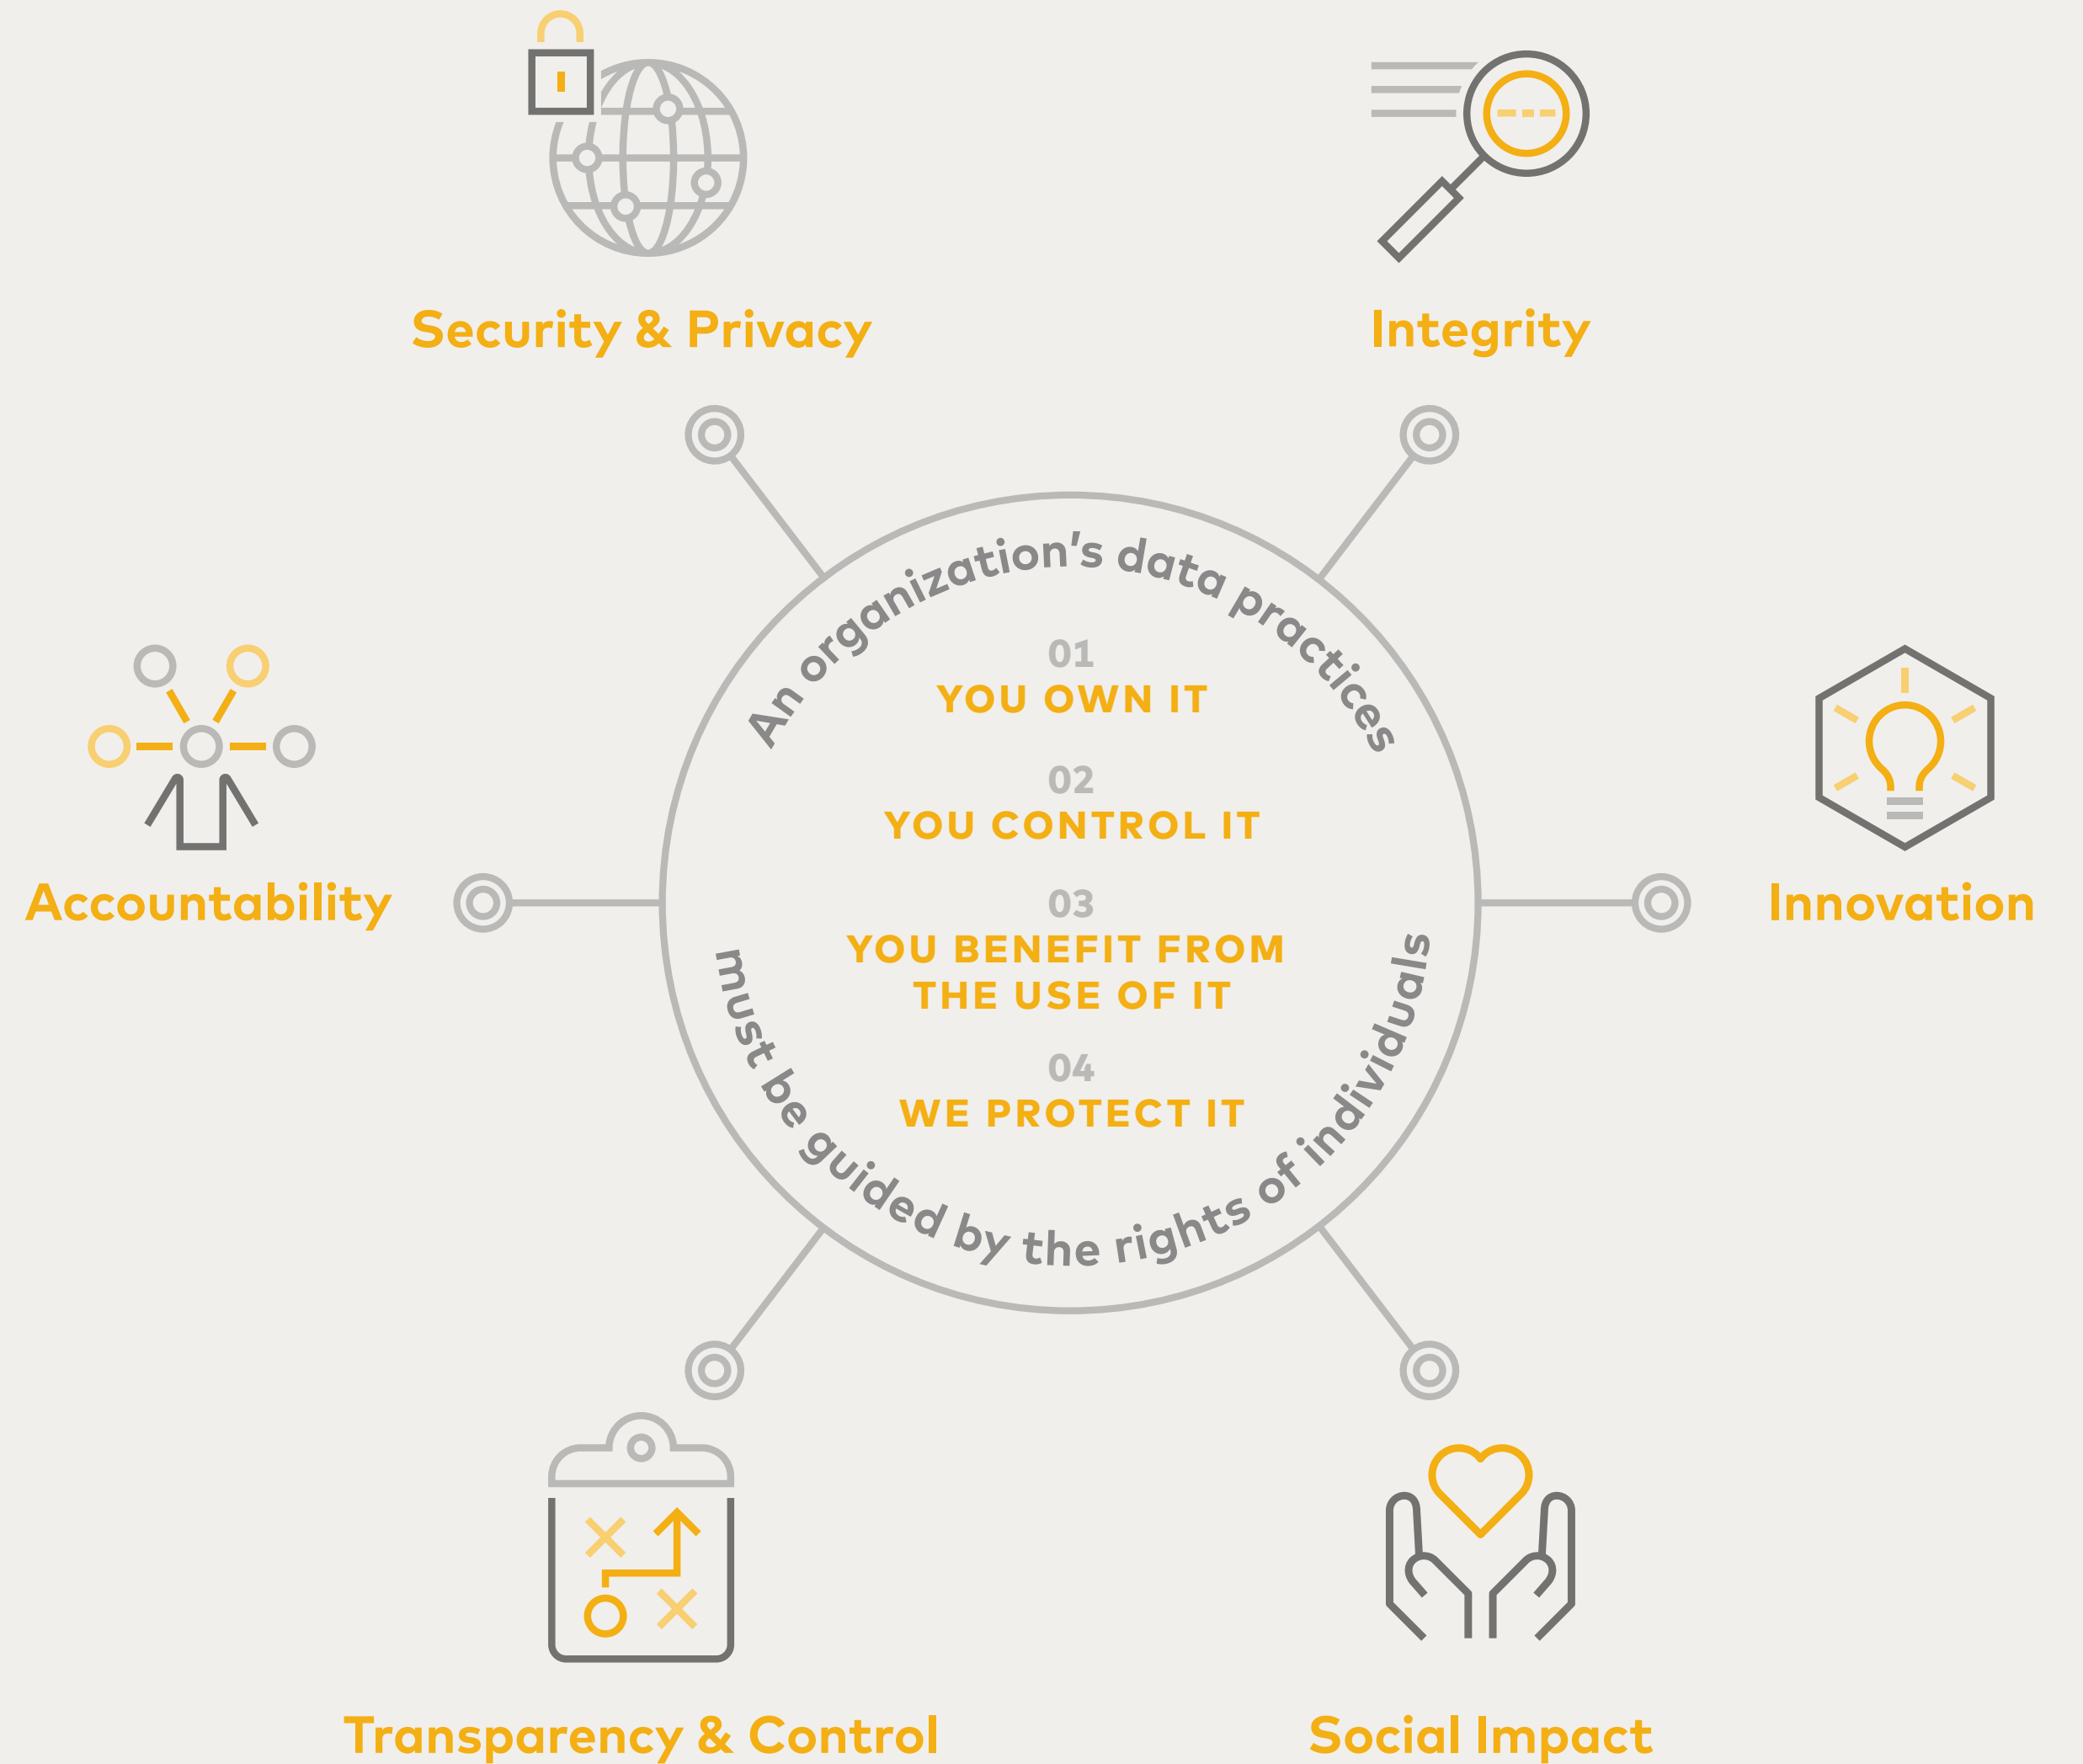 Security & Privacy
Integrity
An organization's data practices
01
YOU OWN IT
02
YOU CONTROL IT
03
YOU BENEFIT FROM
THE USE OF IT
04
WE PROTECT IT
must be guided by the rights of individuals
Accountability
Innovation
Transparency & Control
Social Impact